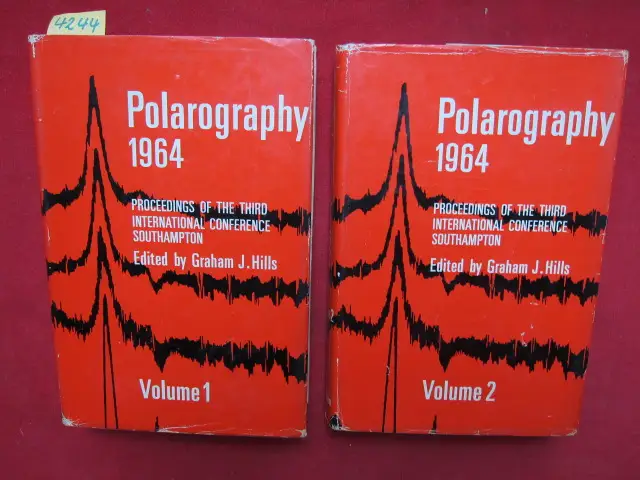 4244
Polarography
1964
PROCEEDINGS OF THE THIRD
INTERNATIONAL CONFERENCE
SOUTHAMPTON
Edited by Graham J. Hills
Volume 1
Polarography
1964
PROCEEDINGS OF THE THIRD
INTERNATIONAL CONFERENCE
SOUTHAMPTON
Edited by Graham J. Hills
Volume 2